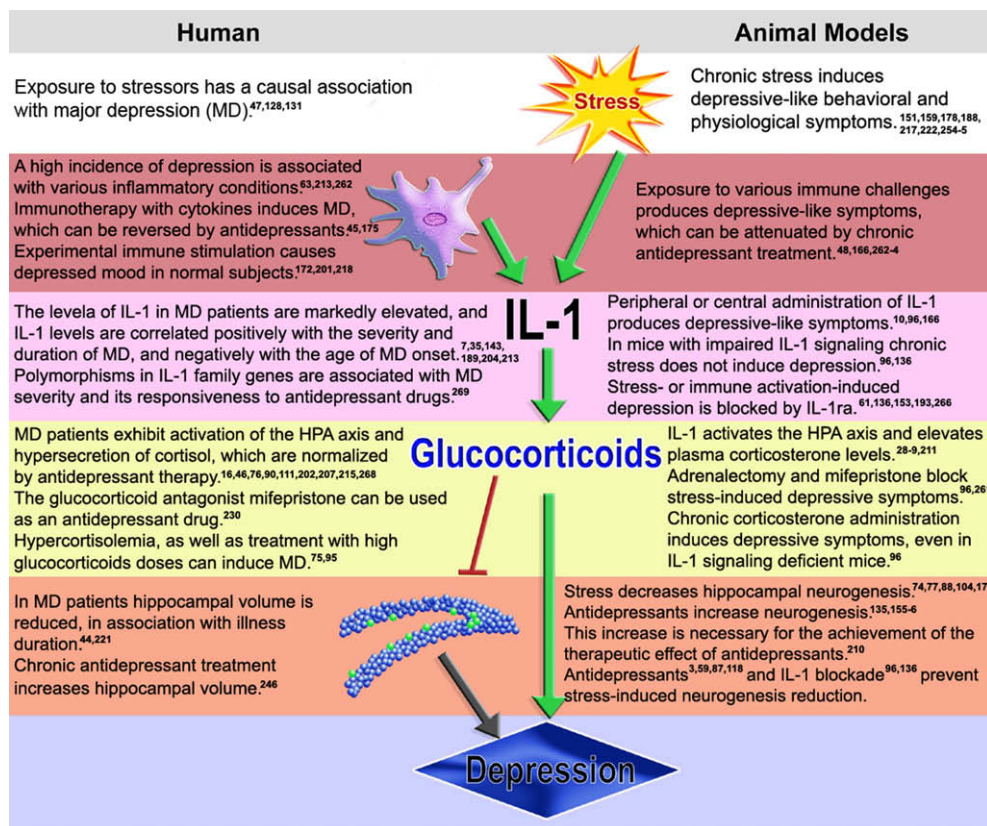 Human
Animal Models
Exposure to stressors has a causal association
with major depression (MD).47,128,131
Stress
Chronic stress induces
depressive-like behavioral and
physiological symptoms. 151,159,178,188,
217,222,254-5
A high incidence of depression is associated
with various inflammatory conditions.63,213,262
Immunotherapy with cytokines induces MD,
which can be reversed by antidepressants.45,175
Experimental immune stimulation causes
depressed mood in normal subjects.172,201,218
Exposure to various immune challenges
produces depressive-like symptoms,
which can be attenuated by chronic
antidepressant treatment.48,166,262-4
The levela of IL-1 in MD patients are markedly elevated, and
IL-1 levels are correlated positively with the severity and
duration of MD, and negatively with the age of MD onset. 7,35,143,
189,204,213
Polymorphisms in IL-1 family genes are associated with MD
severity and its responsiveness to antidepressant drugs.269
IL-1
Peripheral or central administration of IL-1
produces depressive-like symptoms.10,96,166
In mice with impaired IL-1 signaling chronic
stress does not induce depression.96,136
Stress- or immune activation-induced
depression is blocked by IL-1ra.61,136,153,193,266
MD patients exhibit activation of the HPA axis and
hypersecretion of cortisol, which are normalized
by antidepressant therapy.16,46,76,90,111,202,207,215,268
The glucocorticoid antagonist mifepristone can be used
as an antidepressant drug.230
Hypercortisolemia, as well as treatment with high
glucocorticoids doses can induce MD.75,95
Glucocorticoids
IL-1 activates the HPA axis and elevates
plasma corticosterone levels.28-9,211
Adrenalectomy and mifepristone block
stress-induced depressive symptoms.96,26
Chronic corticosterone administration
induces depressive symptoms, even in
IL-1 signaling deficient mice.96
In MD patients hippocampal volume is
reduced, in association with illness
duration.44,221
Chronic antidepressant treatment
increases hippocampal volume.246
Stress decreases hippocampal neurogenesis.74,77,88,104,17
Antidepressants increase neurogenesis.135,155-6
This increase is necessary for the achievement of the
therapeutic effect of antidepressants.210
Antidepressants3,59,87,118 and IL-1 blockade96,136 prevent
stress-induced neurogenesis reduction.
Depression